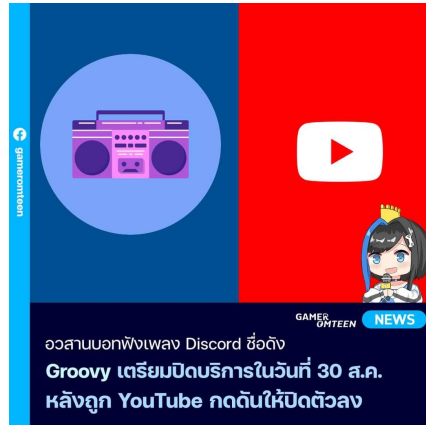 gameromteen
GAMER
OMTEEN
NEWS
อวสานบอทฟังเพลง Discord ชื่อดัง
Groovy เตรียมปิดบริการในวันที่ 30 ส.ค.
หลังถูก YouTube กดดันให้ปิดตัวลง